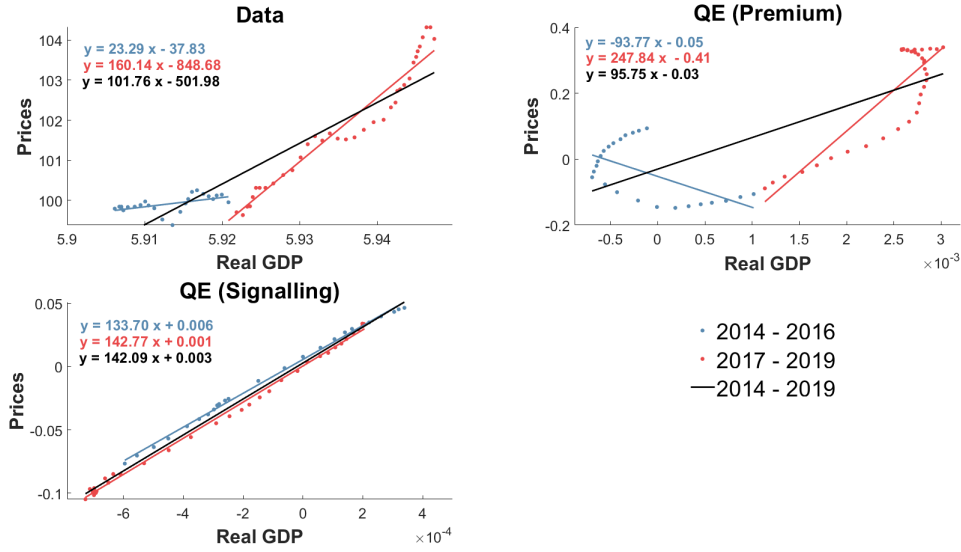 Data
y = 23.29 x - 37.83
y = 160.14 x - 848.68
y = 101.76 x - 501.98
Prices
104
103
102
101
100
5.9
5.91
5.92
5.93
5.94
Real GDP
QE (Premium)
y = -93.77 x - 0.05
y = 247.84 x - 0.41
y = 95.75 x - 0.03
Prices
0.4
0.2
0
-0.2
-0.5
0
0.5
1
1.5
2
2.5
3
×10⁻³
Real GDP
QE (Signalling)
y = 133.70 x + 0.006
y = 142.77 x + 0.001
y = 142.09 x + 0.003
Prices
0.05
0
-0.05
-0.1
-6
-4
-2
0
2
4
×10⁻⁴
Real GDP
2014 - 2016
2017 - 2019
2014 - 2019